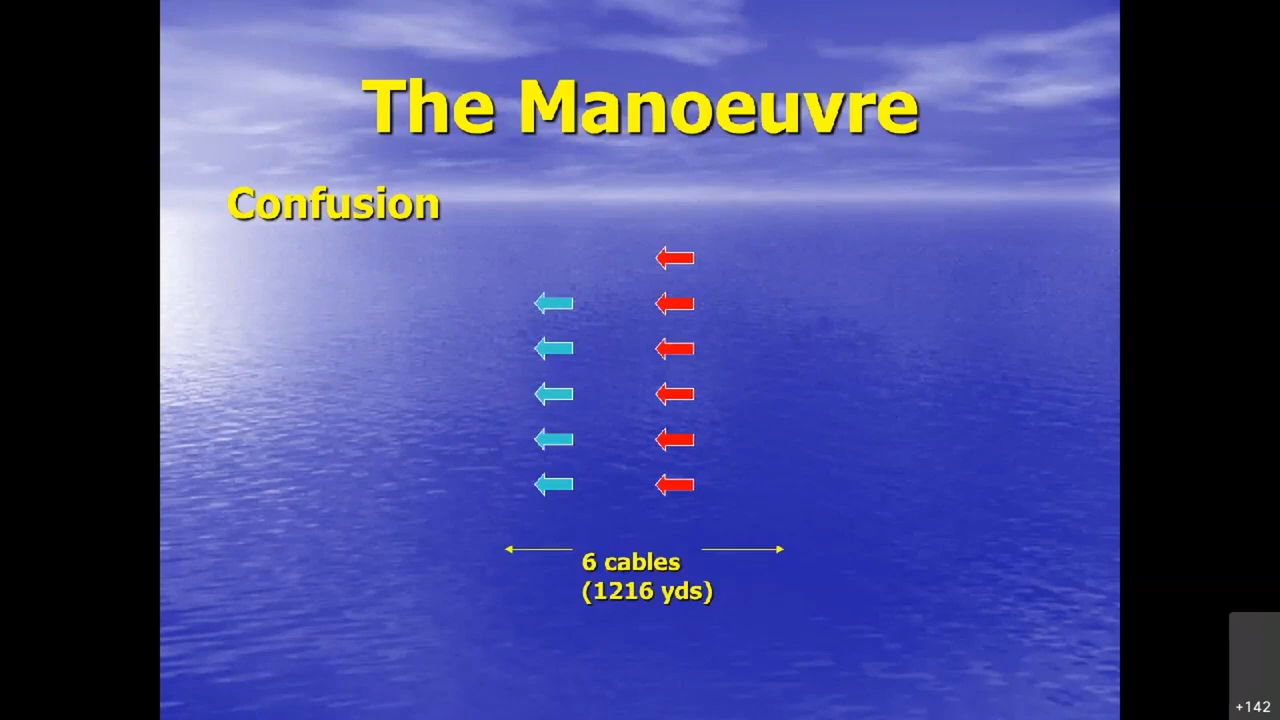 The Manoeuvre
Confusion
6 cables
(1216 yds)
+142